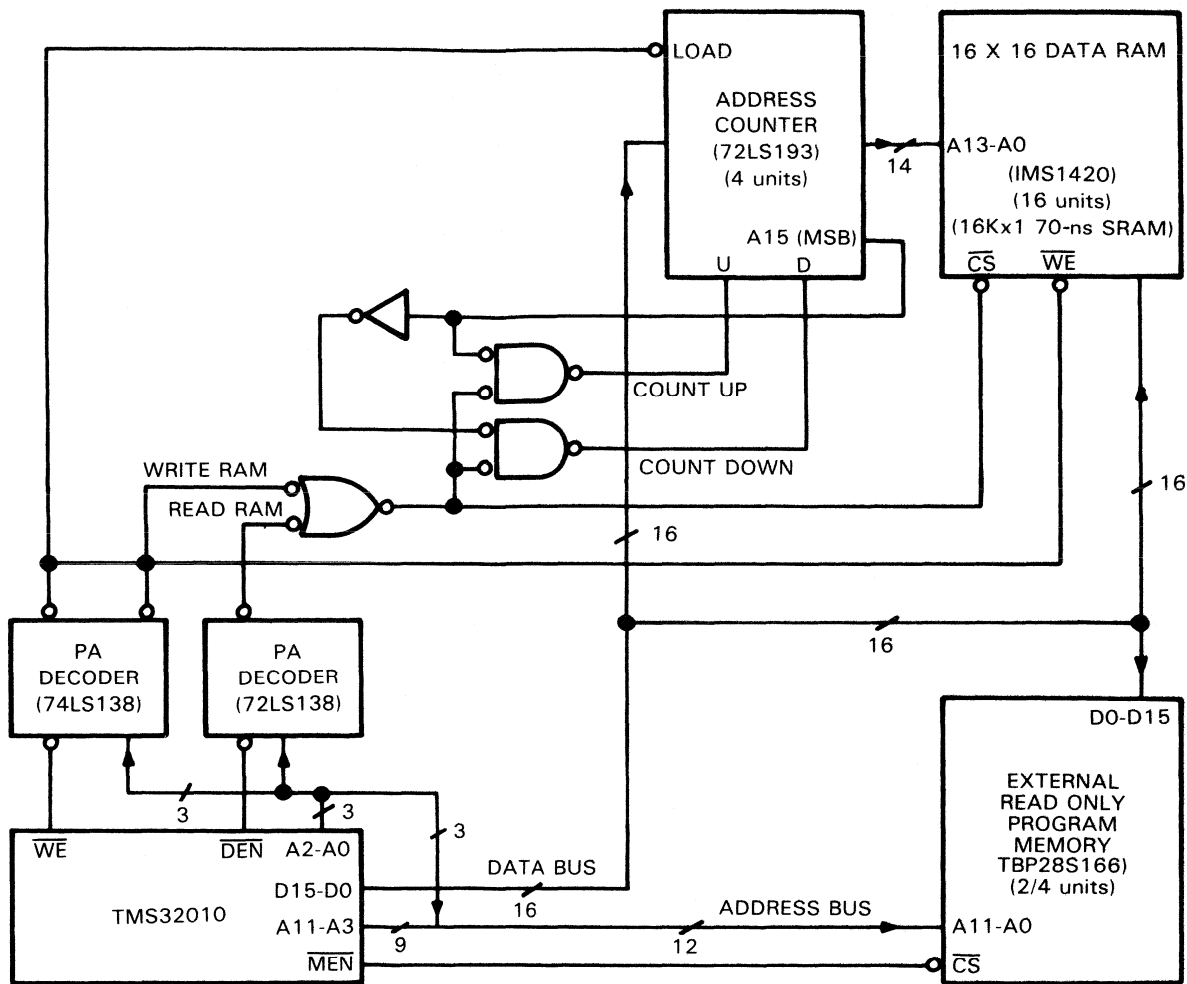 LOAD
ADDRESS
COUNTER
(72LS193)
(4 units)
A15 (MSB)
U D
14
16 X 16 DATA RAM
A13-A0
(IMS1420)
(16 units)
(16Kx1 70-ns SRAM)
CS WE
COUNT UP
COUNT DOWN
WRITE RAM
READ RAM
16
16
16
PA
DECODER
(74LS138)
PA
DECODER
(72LS138)
3
3
3
WE DEN A2-A0
D15-D0
TMS32010
A11-A3
MEN
DATA BUS
16
9
12
ADDRESS BUS
D0-D15
EXTERNAL
READ ONLY
PROGRAM
MEMORY
TBP28S166)
(2/4 units)
A11-A0
CS